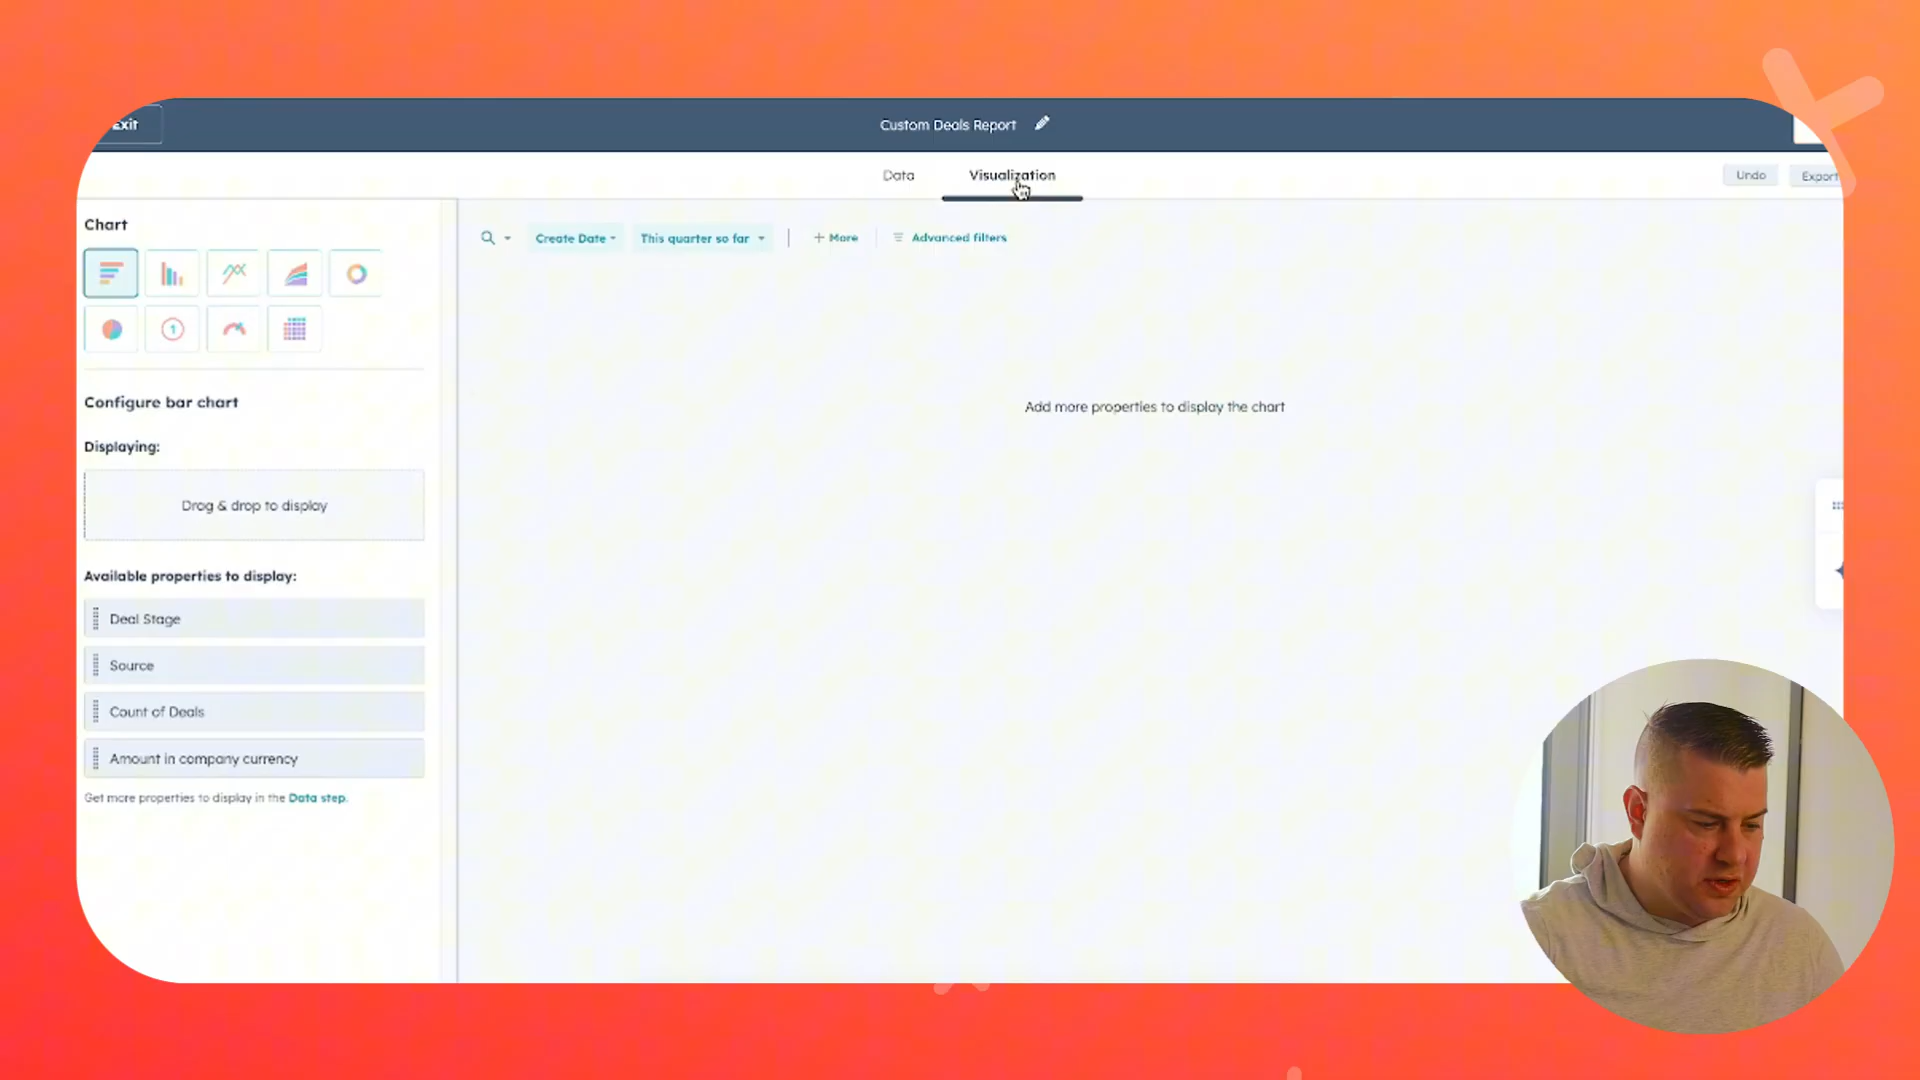 Exit
Custom Deals Report
Data
Visualization
Undo
Export
Chart
Create Date
This quarter so far
+ More
Advanced filters
1
Configure bar chart
Add more properties to display the chart
Displaying:
Drag & drop to display
Available properties to display:
Deal Stage
Source
Count of Deals
Amount in company currency
Get more properties to display in the Data step.